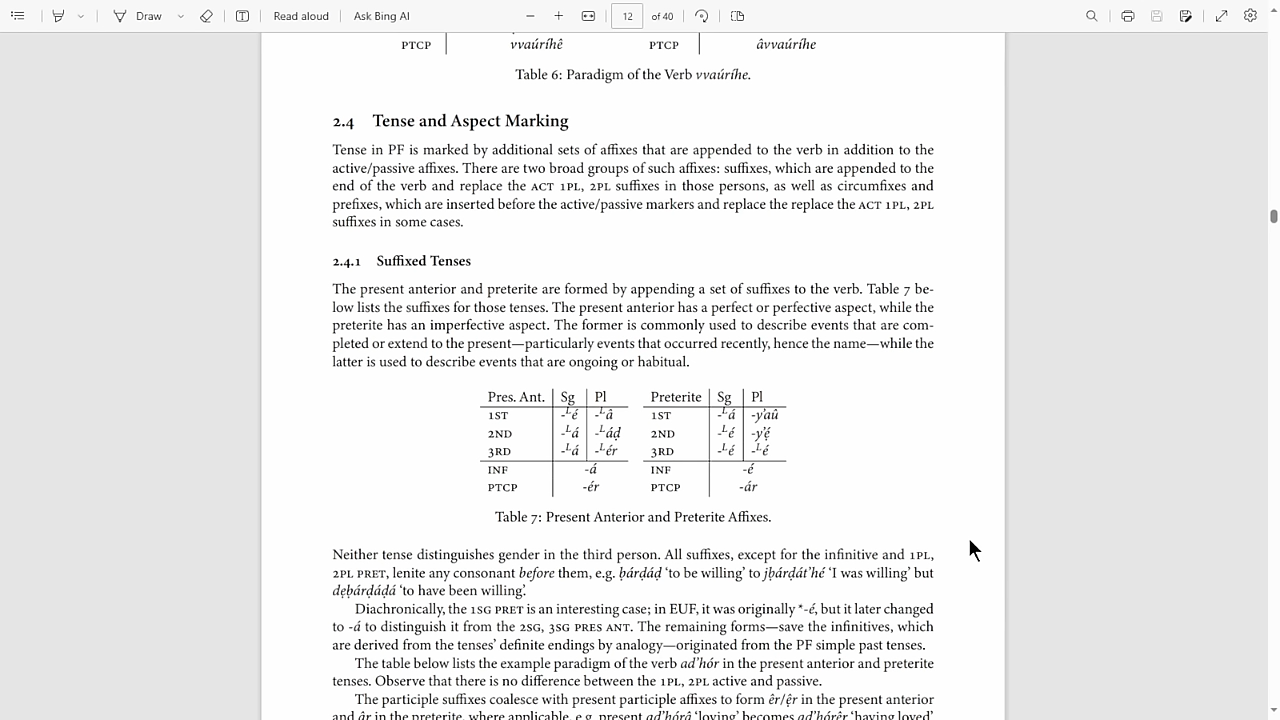 Draw
Read aloud
Ask Bing AI
12
of 40
PTCP vvaúríhê PTCP âvvaúríhe
Table 6: Paradigm of the Verb vvaúríhe.
2.4 Tense and Aspect Marking
Tense in PF is marked by additional sets of affixes that are appended to the verb in addition to the
active/passive affixes. There are two broad groups of such affixes: suffixes, which are appended to the
end of the verb and replace the ACT 1PL, 2PL suffixes in those persons, as well as circumfixes and
prefixes, which are inserted before the active/passive markers and replace the replace the ACT 1PL, 2PL
suffixes in some cases.
2.4.1 Suffixed Tenses
The present anterior and preterite are formed by appending a set of suffixes to the verb. Table 7 be-
low lists the suffixes for those tenses. The present anterior has a perfect or perfective aspect, while the
preterite has an imperfective aspect. The former is commonly used to describe events that are com-
pleted or extend to the present—particularly events that occurred recently, hence the name—while the
latter is used to describe events that are ongoing or habitual.
Pres. Ant. Sg Pl Preterite Sg Pl
1ST -ᴸé -ᴸâ 1ST -ᴸá -y'aû
2ND -ᴸá -ᴸáḍ 2ND -ᴸé -y'ẹ́
3RD -ᴸá -ᴸér 3RD -ᴸé -ᴸé
INF -á INF -é
PTCP -ér PTCP -ár
Table 7: Present Anterior and Preterite Affixes.
Neither tense distinguishes gender in the third person. All suffixes, except for the infinitive and 1PL,
2PL PRET, lenite any consonant before them, e.g. ḅárḍáḍ ‘to be willing’ to jḅárḍát’hé ‘I was willing’ but
dẹḅárḍáḍá ‘to have been willing’.
Diachronically, the 1SG PRET is an interesting case; in EUF, it was originally *-é, but it later changed
to -á to distinguish it from the 2SG, 3SG PRES ANT. The remaining forms—save the infinitives, which
are derived from the tenses’ definite endings by analogy—originated from the PF simple past tenses.
The table below lists the example paradigm of the verb ad’hór in the present anterior and preterite
tenses. Observe that there is no difference between the 1PL, 2PL active and passive.
The participle suffixes coalesce with present participle affixes to form êr/ệr in the present anterior
and âr in the preterite, where applicable, e.g. present ad’hórâ ‘loving’ becomes ad’hórêr ‘having loved’